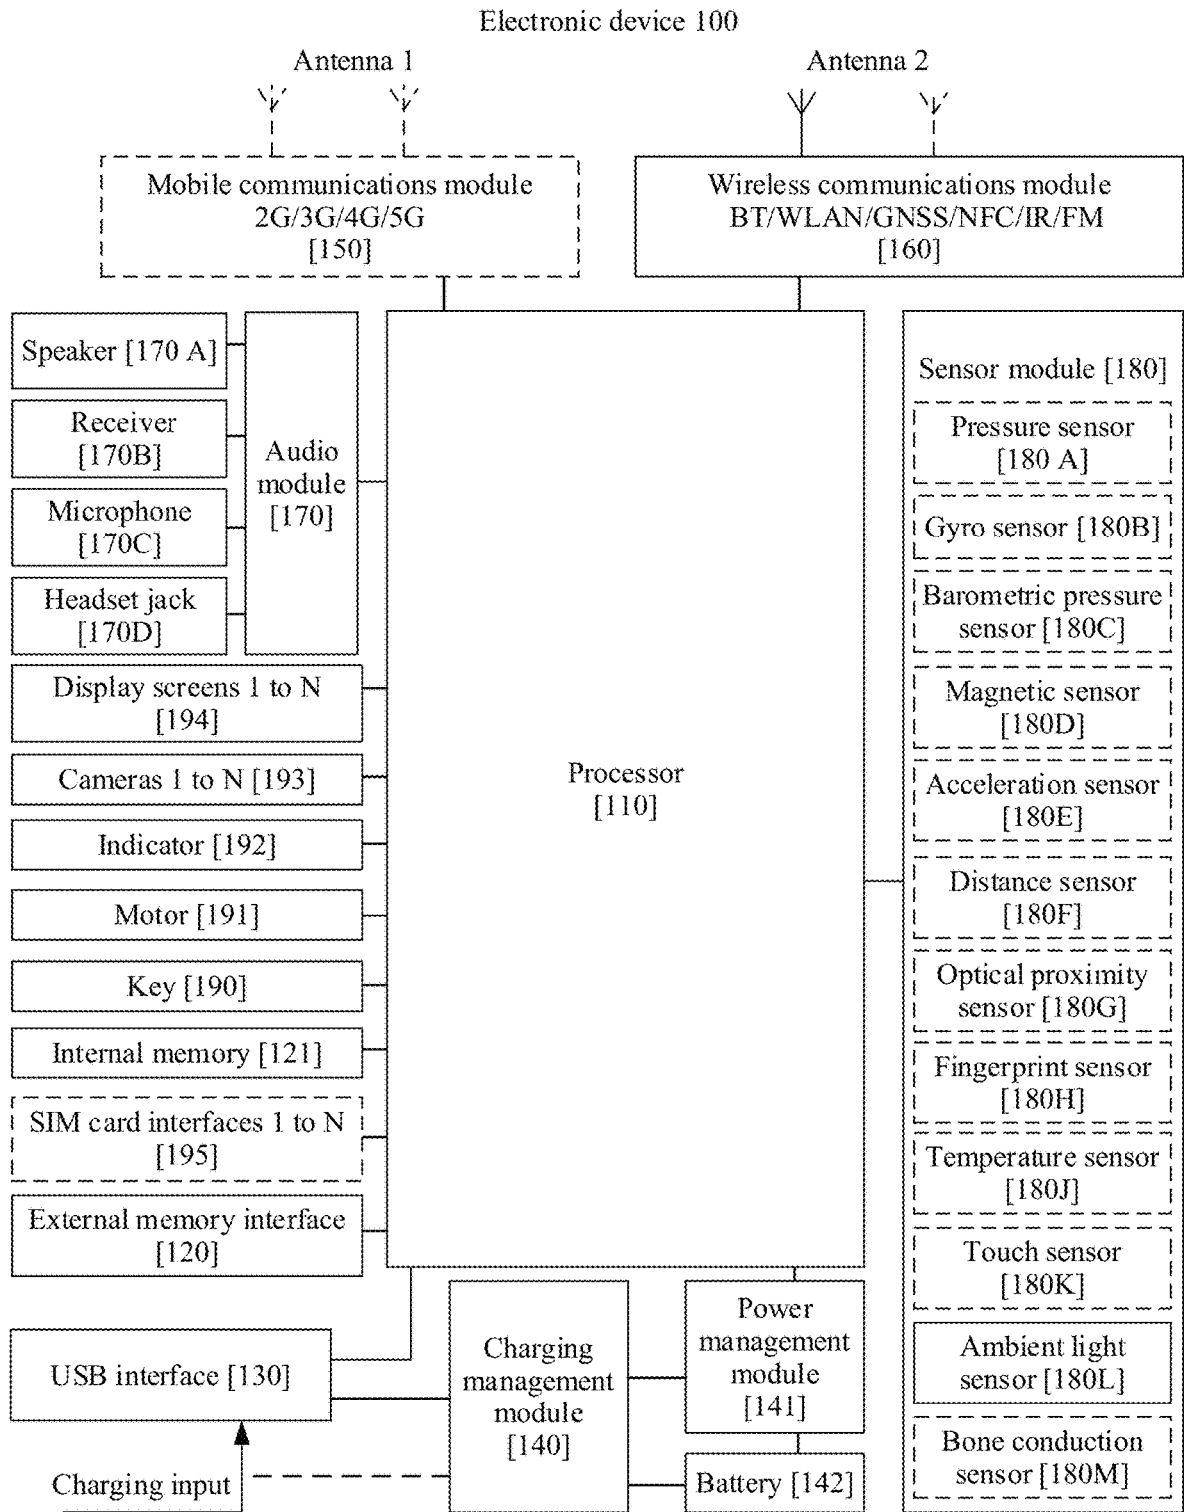 Electronic device 100
Antenna 1
Antenna 2
Mobile communications module
2G/3G/4G/5G
[150]
Wireless communications module
BT/WLAN/GNSS/NFC/IR/FM
[160]
Speaker [170 A]
Receiver
[170B]
Microphone
[170C]
Headset jack
[170D]
Audio
module
[170]
Display screens 1 to N
[194]
Cameras 1 to N [193]
Indicator [192]
Motor [191]
Key [190]
Internal memory [121]
SIM card interfaces 1 to N
[195]
External memory interface
[120]
Processor
[110]
Sensor module [180]
Pressure sensor
[180 A]
Gyro sensor [180B]
Barometric pressure
sensor [180C]
Magnetic sensor
[180D]
Acceleration sensor
[180E]
Distance sensor
[180F]
Optical proximity
sensor [180G]
Fingerprint sensor
[180H]
Temperature sensor
[180J]
Touch sensor
[180K]
Ambient light
sensor [180L]
Bone conduction
sensor [180M]
USB interface [130]
Charging input
Charging
management
module
[140]
Power
management
module
[141]
Battery [142]